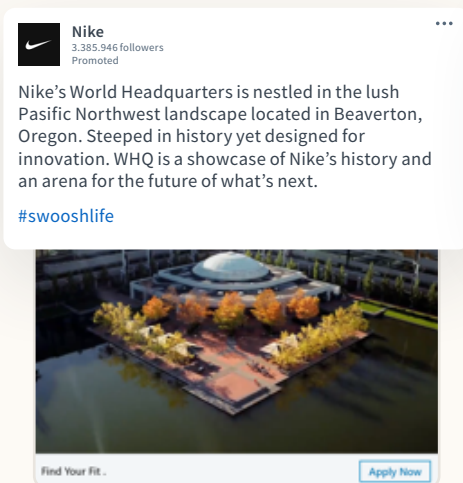 Nike
3.385.946 followers
Promoted
Nike’s World Headquarters is nestled in the lush
Pasific Northwest landscape located in Beaverton,
Oregon. Steeped in history yet designed for
innovation. WHQ is a showcase of Nike’s history and
an arena for the future of what’s next.
#swooshlife
Find Your Fit .
Apply Now